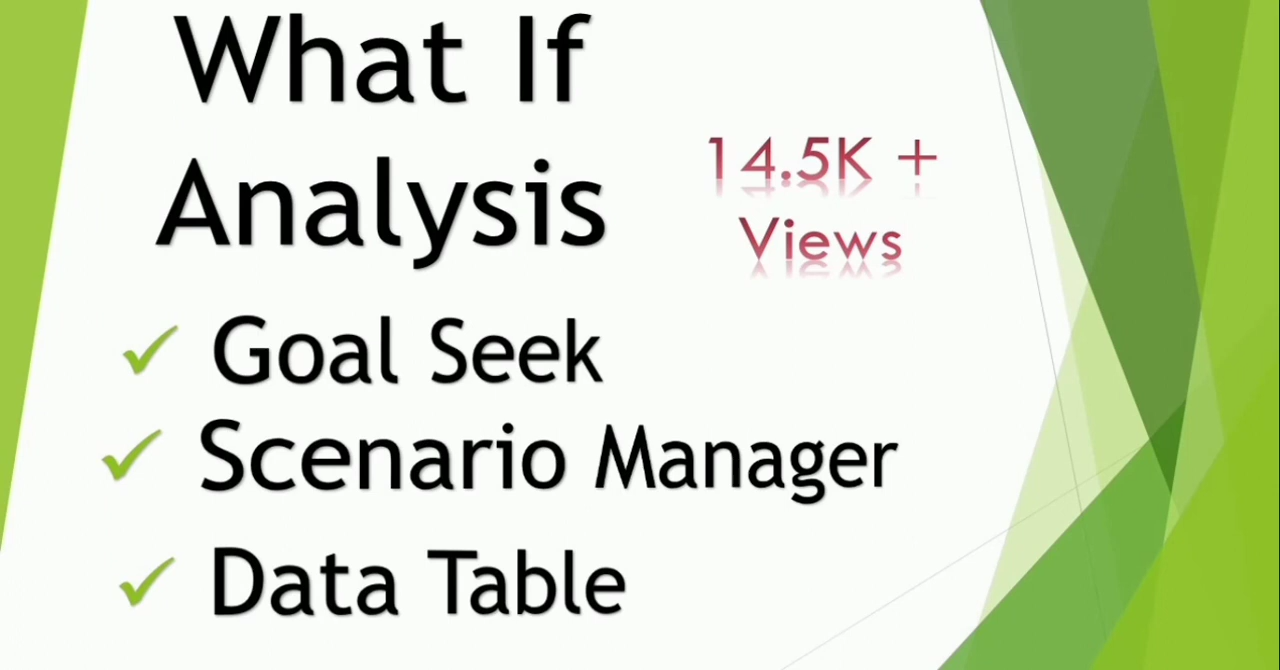 What If
Analysis
14.5K +
Views
Goal Seek
Scenario Manager
Data Table